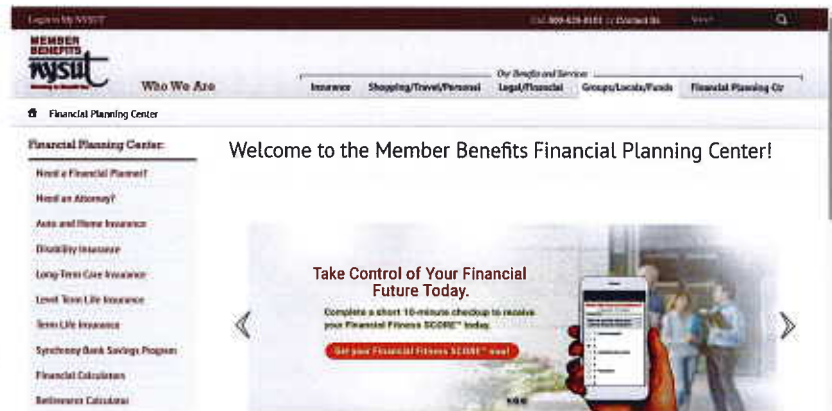 Login to My NYSUT
Call 800-626-8101 or Contact Us
Search
MEMBER
BENEFITS
nysut
Who We Are
Our Benefits and Services
Insurance
Shopping/Travel/Personal
Legal/Financial
Groups/Locals/Funds
Financial Planning Ctr
Financial Planning Center
Financial Planning Center:
Welcome to the Member Benefits Financial Planning Center!
Need a Financial Planner?
Need an Attorney?
Auto and Home Insurance
Disability Insurance
Long-Term Care Insurance
Level Term Life Insurance
Term Life Insurance
Synchrony Bank Savings Program
Financial Calculators
Retirement Calculator
Take Control of Your Financial
Future Today.
Complete a short 10-minute checkup to receive
your Financial Fitness SCORE™ today.
Get your Financial Fitness SCORE™ now!